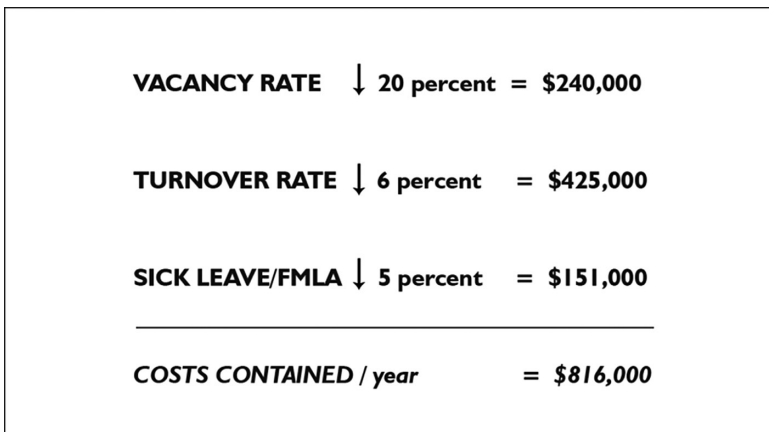 VACANCY RATE ↓ 20 percent = $240,000
TURNOVER RATE ↓ 6 percent = $425,000
SICK LEAVE/FMLA ↓ 5 percent = $151,000
COSTS CONTAINED / year = $816,000